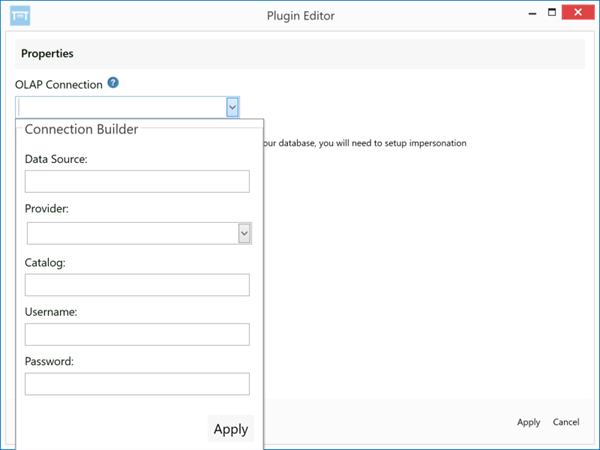 Plugin Editor
Properties
OLAP Connection ?
Connection Builder
our database, you will need to setup impersonation
Data Source:
Provider:
Catalog:
Username:
Password:
Apply
Apply Cancel